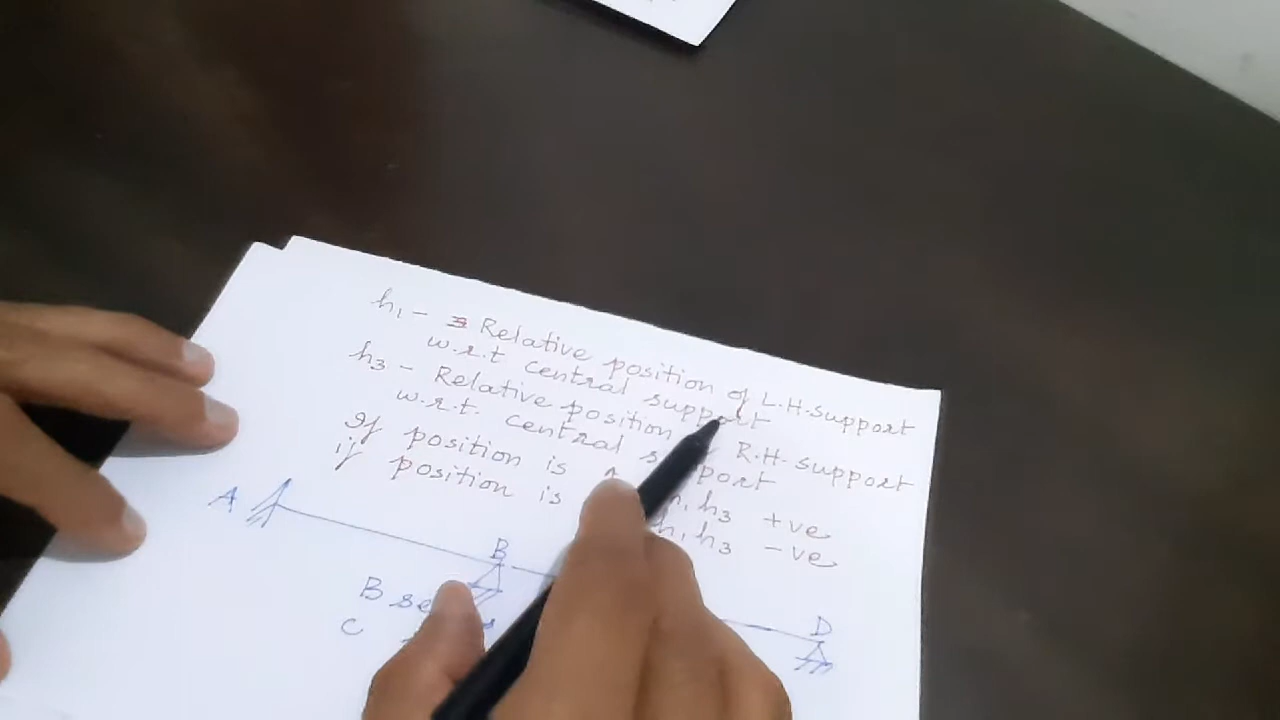 h₁ - Relative position of L.H. support
w.r.t central support
h₃ - Relative position R.H. support
w.r.t. central support
If position is ↑ h₁ h₃ +ve
if position is h₁ h₃ -ve
A
B
D
B
C